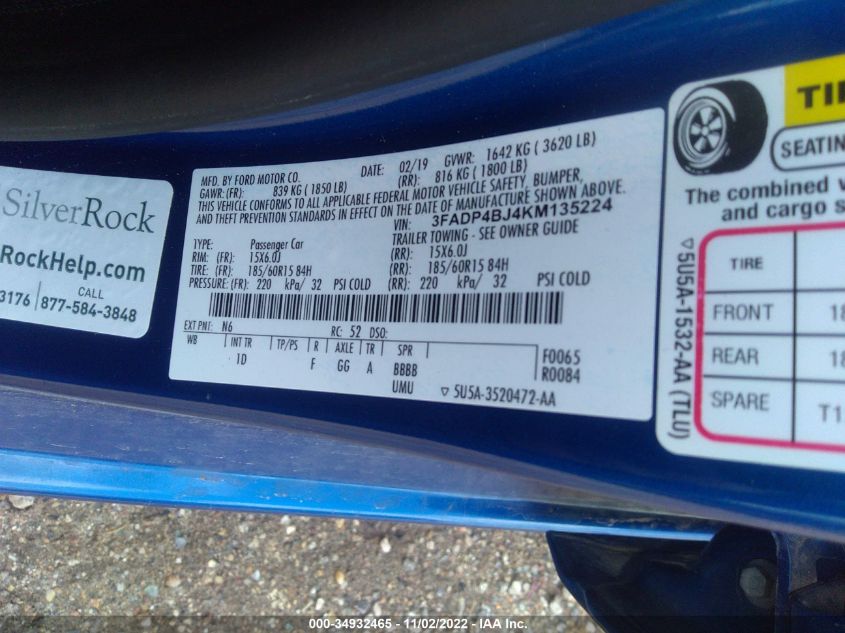 SilverRock
RockHelp.com
CALL
3176 | 877-584-3848
MFD. BY FORD MOTOR CO.
DATE: 02/19 GVWR: 1642 KG ( 3620 LB)
GAWR: (FR): 839 KG ( 1850 LB) (RR): 816 KG ( 1800 LB)
THIS VEHICLE CONFORMS TO ALL APPLICABLE FEDERAL MOTOR VEHICLE SAFETY, BUMPER,
AND THEFT PREVENTION STANDARDS IN EFFECT ON THE DATE OF MANUFACTURE SHOWN ABOVE.
VIN: 3FADP4BJ4KM135224
TYPE: Passenger Car TRAILER TOWING - SEE OWNER GUIDE
RIM: (FR): 15X6.0J (RR): 15X6.0J
TIRE: (FR): 185/60R15 84H (RR): 185/60R15 84H
PRESSURE: (FR): 220 kPa/ 32 PSI COLD (RR): 220 kPa/ 32 PSI COLD
EXT PNT: N6 RC: 52 DSO:
WB INT TR TP/PS R AXLE TR SPR
1D F GG A BBBB
UMU
F0065
R0084
▽ 5U5A-3520472-AA
SEATING
The combined
and cargo
▽5U5A-1532-AA (TLU)
TIRE
FRONT 18
REAR 18
SPARE T1
000-34932465 - 11/02/2022 - IAA Inc.